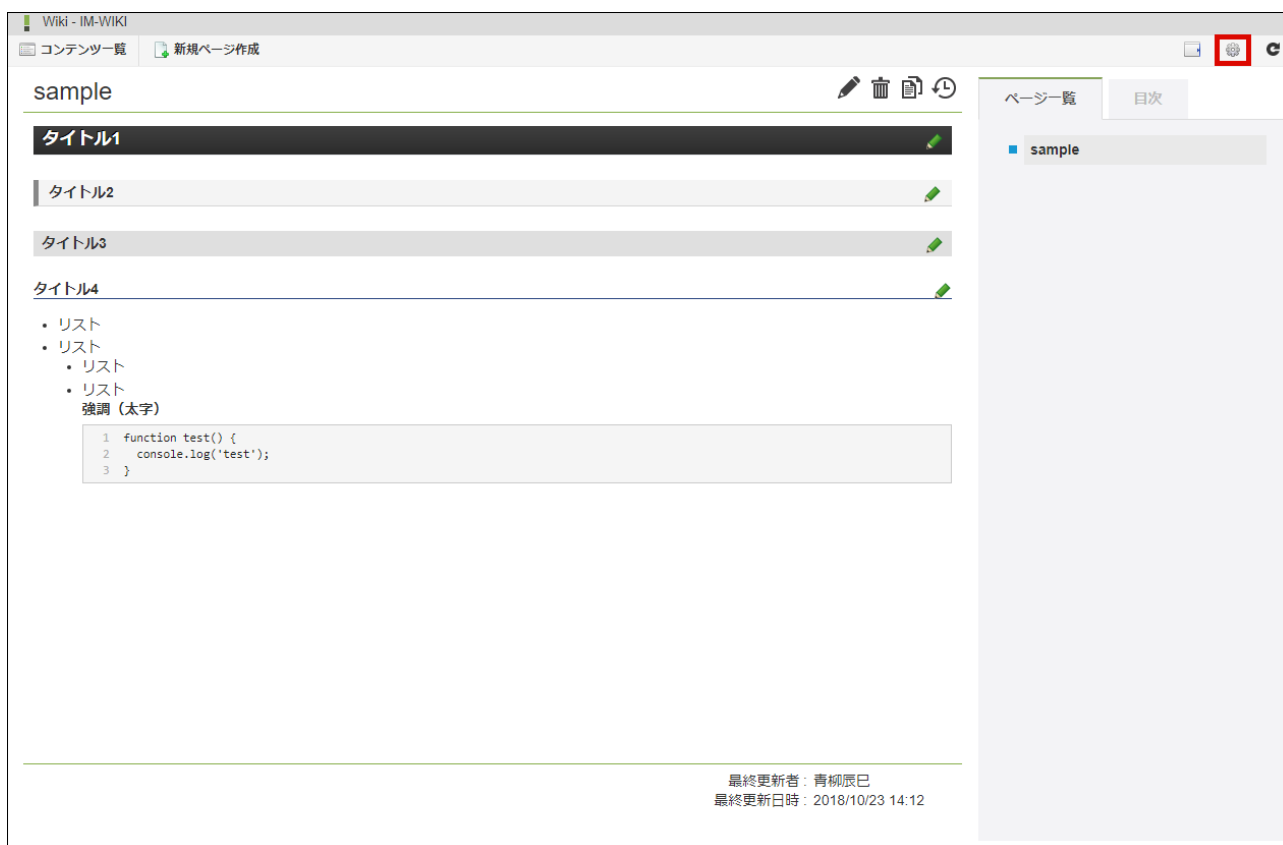 Wiki - IM-WIKI
コンテンツ一覧 新規ページ作成
sample
ページ一覧 目次
タイトル1
sample
タイトル2
タイトル3
タイトル4
• リスト
• リスト
• リスト
• リスト
強調（太字）
1 function test() {
2   console.log('test');
3 }
最終更新者 : 青柳辰巳
最終更新日時 : 2018/10/23 14:12